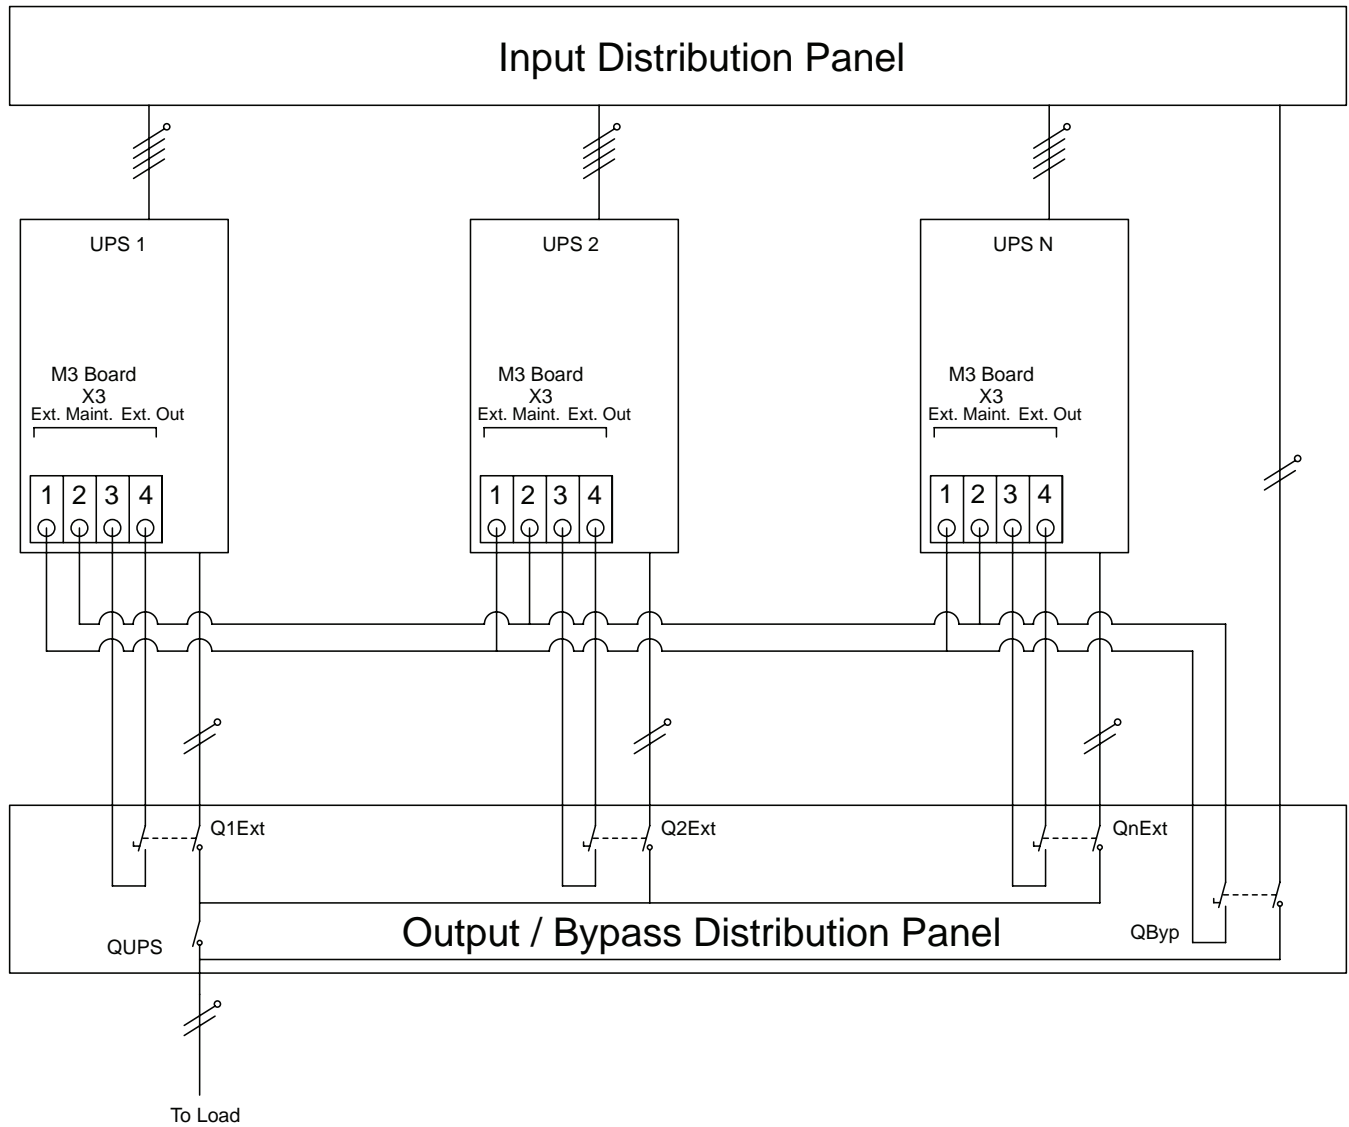 Input Distribution Panel
UPS 1
UPS 2
UPS N
M3 Board
X3
Ext. Maint. Ext. Out
M3 Board
X3
Ext. Maint. Ext. Out
M3 Board
X3
Ext. Maint. Ext. Out
1 2 3 4
1 2 3 4
1 2 3 4
Q1Ext
Q2Ext
QnExt
QUPS
Output / Bypass Distribution Panel
QByp
To Load